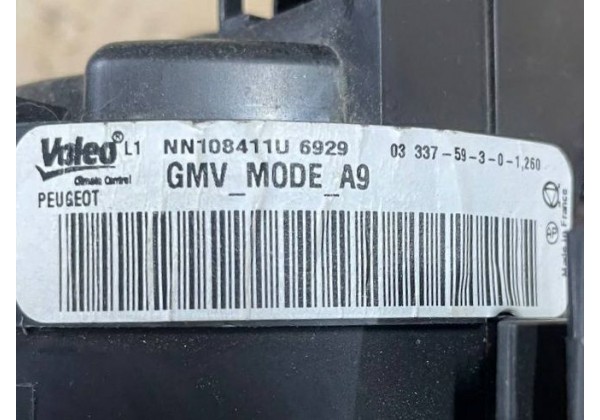 Valeo® L1 NN108411U 6929 03 337-59-3-0-1,260
Climate Control
PEUGEOT GMV_MODE_A9
Made in France